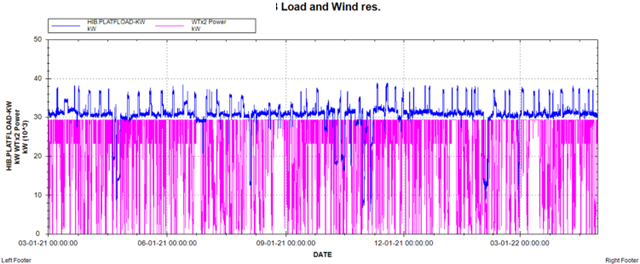 Load and Wind res.
HIB.PLATFLOAD-KW
kW
WTx2 Power
kW
50
40
30
20
10
0
HIB.PLATFLOAD-KW
kW WTx2 Power
kW (10^3)
03-01-21 00:00:00
06-01-21 00:00:00
09-01-21 00:00:00
12-01-21 00:00:00
03-01-22 00:00:00
DATE
Left Footer
Right Footer